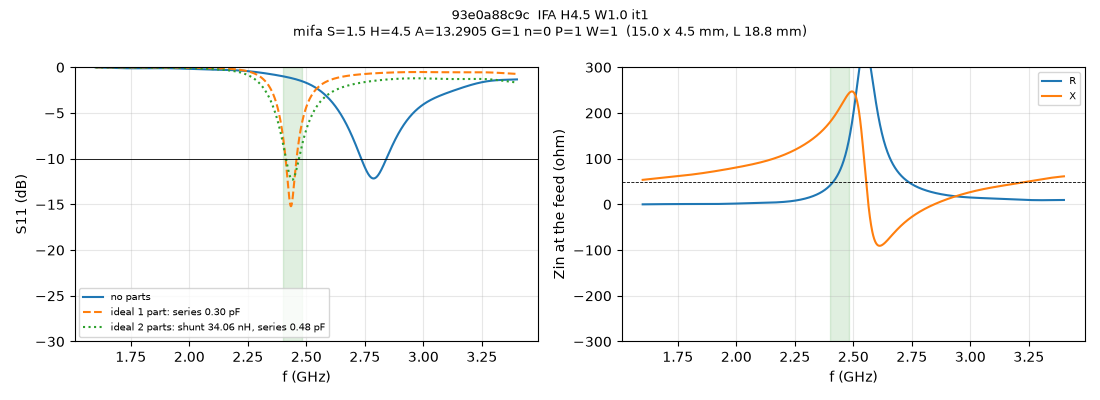 93e0a88c9c  IFA H4.5 W1.0 it1
mifa S=1.5 H=4.5 A=13.2905 G=1 n=0 P=1 W=1  (15.0 x 4.5 mm, L 18.8 mm)
S11 (dB)
0
−5
−10
−15
−20
−25
−30
no parts
ideal 1 part: series 0.30 pF
ideal 2 parts: shunt 34.06 nH, series 0.48 pF
1.75 2.00 2.25 2.50 2.75 3.00 3.25
f (GHz)
Zin at the feed (ohm)
300
200
100
0
−100
−200
−300
R
X
1.75 2.00 2.25 2.50 2.75 3.00 3.25
f (GHz)